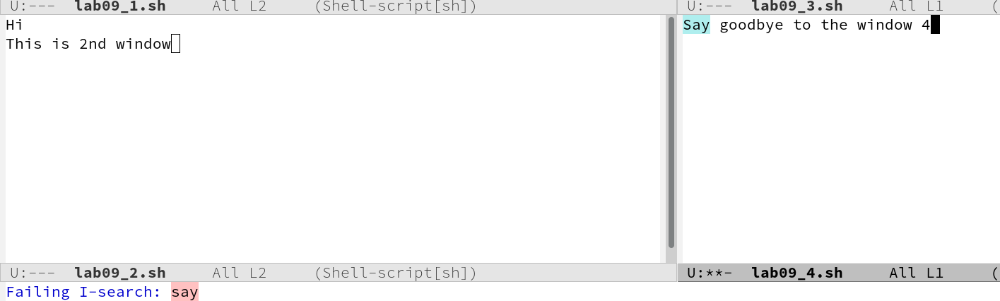 U:--- lab09_1.sh All L2 (Shell-script[sh])
Hi
This is 2nd window
U:--- lab09_2.sh All L2 (Shell-script[sh])
U:--- lab09_3.sh All L1 (
Say goodbye to the window 4
U:**- lab09_4.sh All L1 (
Failing I-search: say